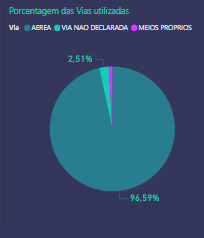 Porcentagem das Vias utilizadas
Via AEREA VIA NAO DECLARADA MEIOS PROPRIOS
2,51%
96,59%